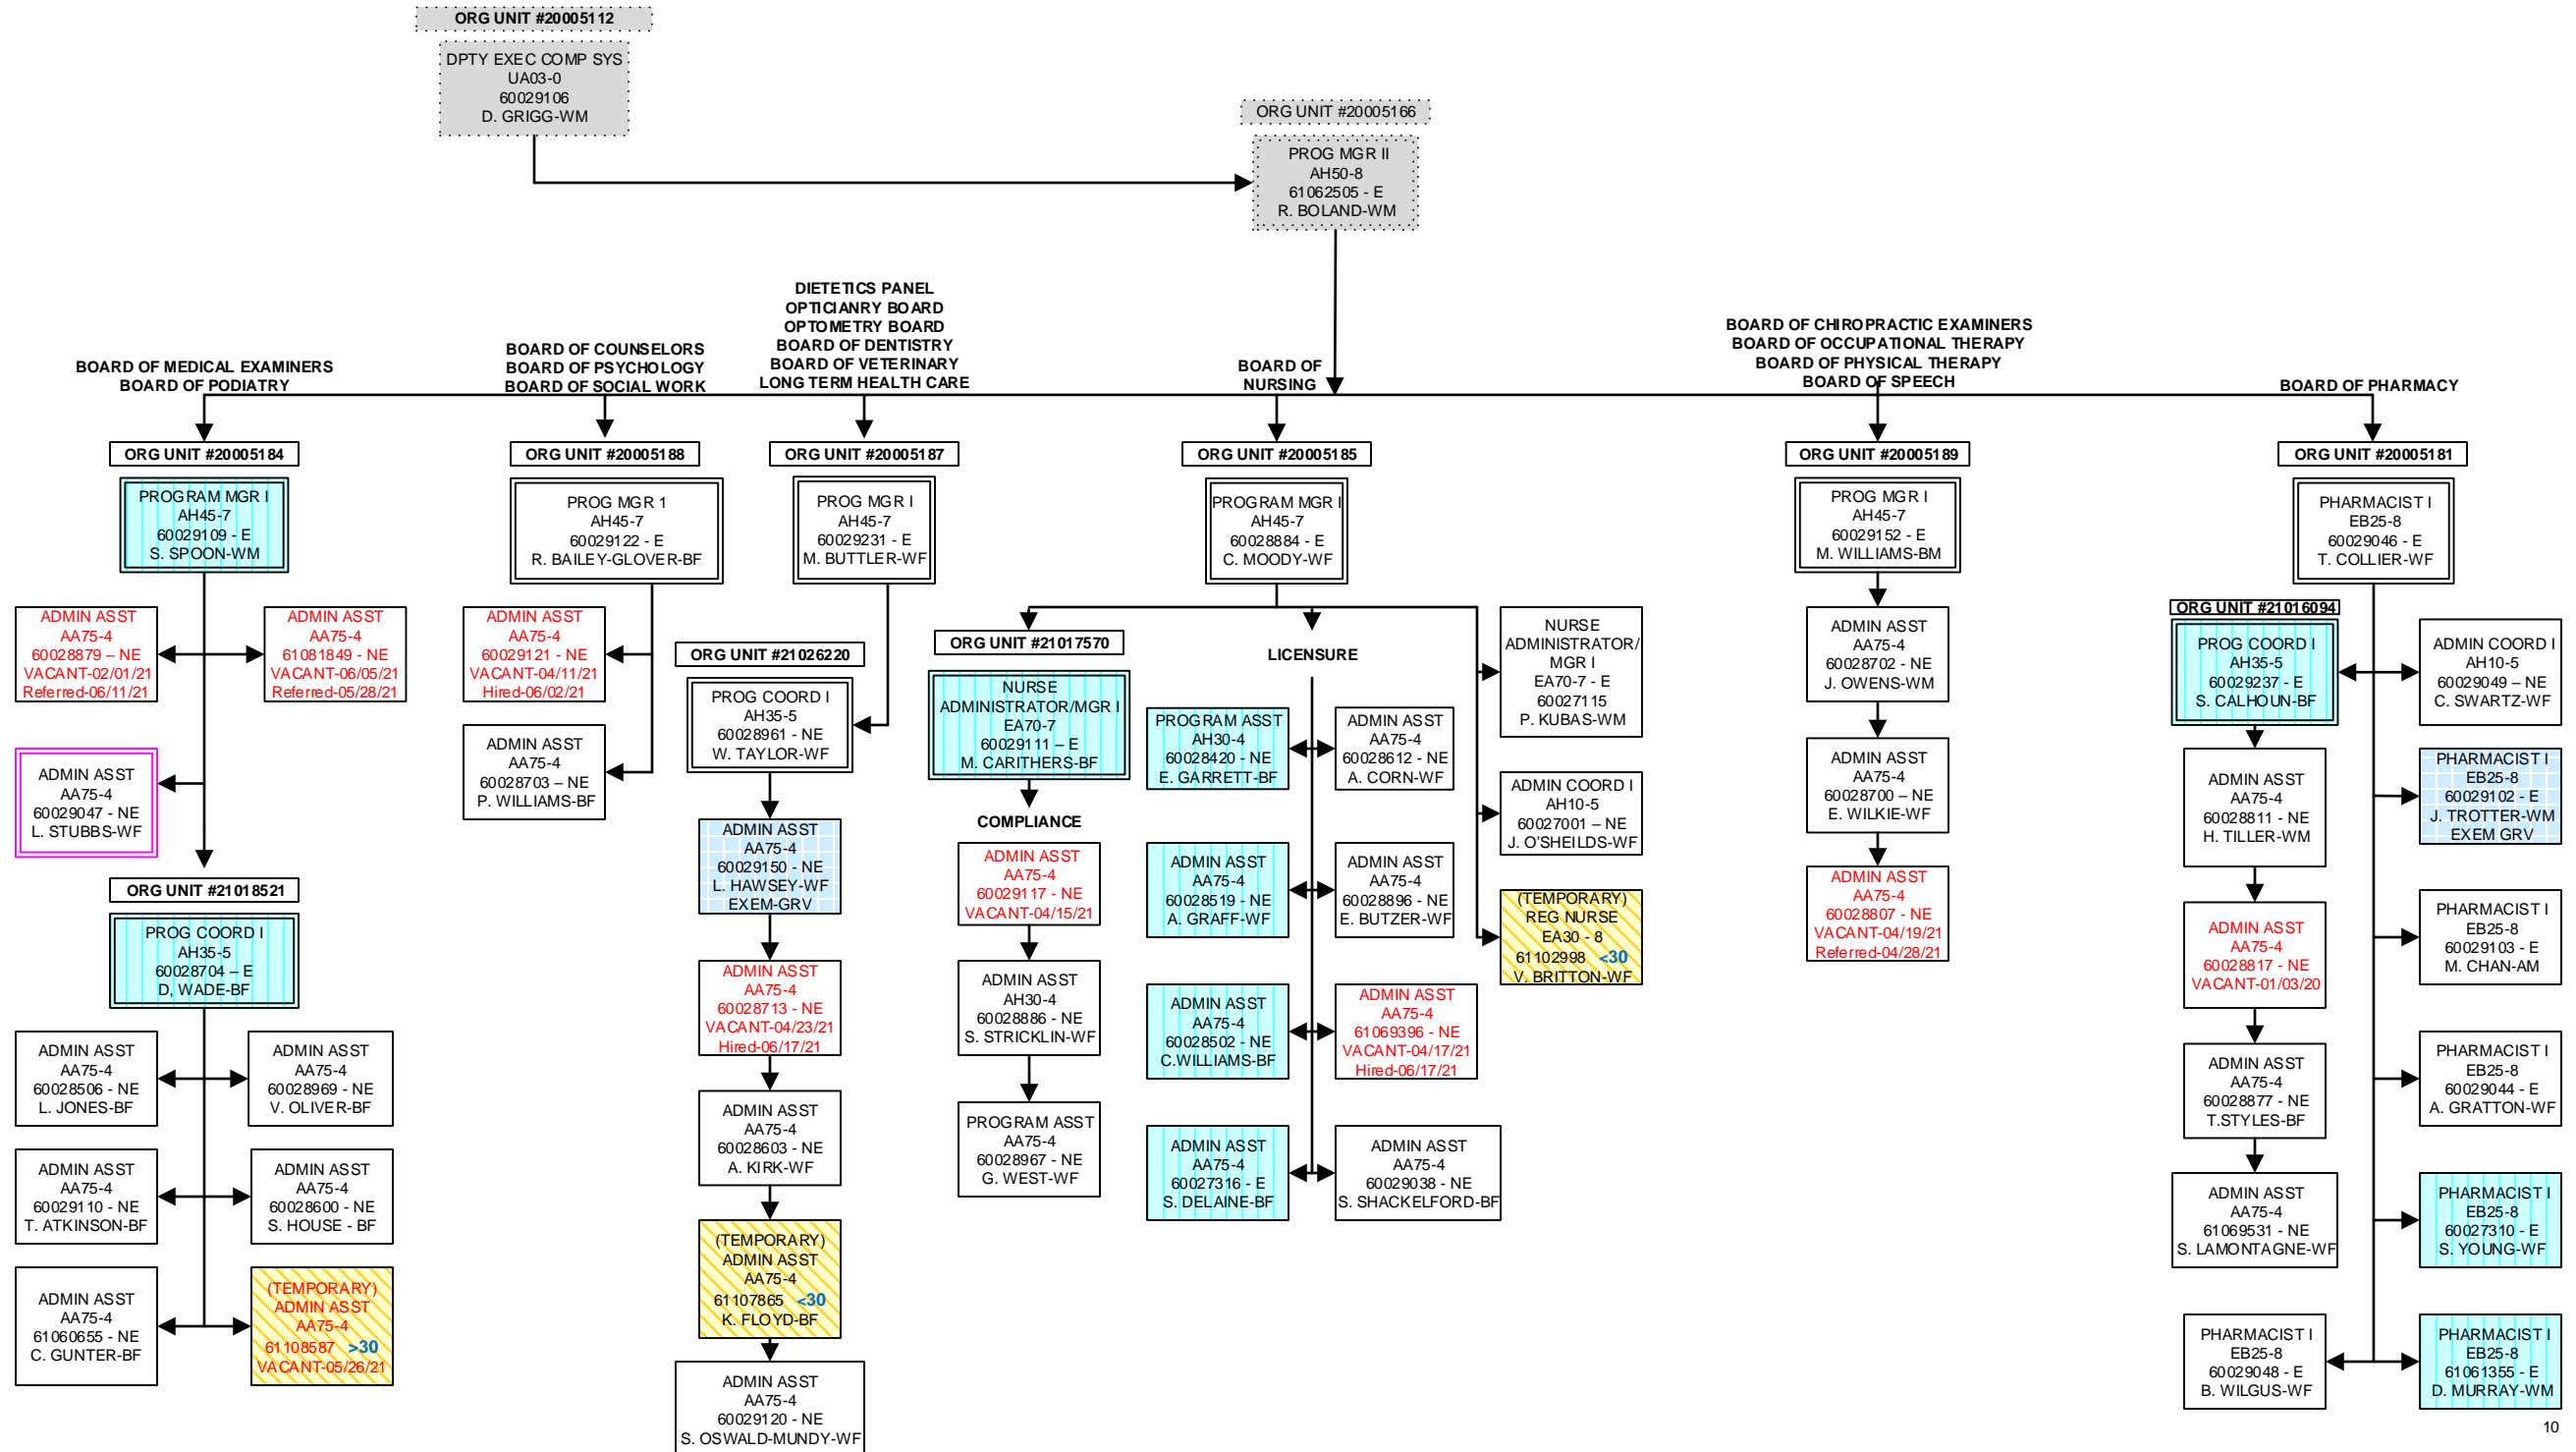 ORG UNIT #20005112
DPTY EXEC COMP SYS
UA03-0
60029106
D. GRIGG-WM
ORG UNIT #20005166
PROG MGR II
AH50-8
61062505 - E
R. BOLAND-WM
BOARD OF MEDICAL EXAMINERS
BOARD OF PODIATRY
BOARD OF COUNSELORS
BOARD OF PSYCHOLOGY
BOARD OF SOCIAL WORK
DIETETICS PANEL
OPTICIANRY BOARD
OPTOMETRY BOARD
BOARD OF DENTISTRY
BOARD OF VETERINARY
LONG TERM HEALTH CARE
BOARD OF
NURSING
BOARD OF CHIROPRACTIC EXAMINERS
BOARD OF OCCUPATIONAL THERAPY
BOARD OF PHYSICAL THERAPY
BOARD OF SPEECH
BOARD OF PHARMACY
ORG UNIT #20005184
PROGRAM MGR I
AH45-7
60029109 - E
S. SPOON-WM
ADMIN ASST
AA75-4
60028879 – NE
VACANT-02/01/21
Referred-06/11/21
ADMIN ASST
AA75-4
61081849 - NE
VACANT-06/05/21
Referred-05/28/21
ADMIN ASST
AA75-4
60029047 - NE
L. STUBBS-WF
ORG UNIT #21018521
PROG COORD I
AH35-5
60028704 – E
D, WADE-BF
ADMIN ASST
AA75-4
60028506 - NE
L. JONES-BF
ADMIN ASST
AA75-4
60028969 - NE
V. OLIVER-BF
ADMIN ASST
AA75-4
60029110 - NE
T. ATKINSON-BF
ADMIN ASST
AA75-4
60028600 - NE
S. HOUSE - BF
ADMIN ASST
AA75-4
61060655 - NE
C. GUNTER-BF
(TEMPORARY)
ADMIN ASST
AA75-4
61108587 >30
VACANT-05/26/21
ORG UNIT #20005188
PROG MGR 1
AH45-7
60029122 - E
R. BAILEY-GLOVER-BF
ADMIN ASST
AA75-4
60029121 - NE
VACANT-04/11/21
Hired-06/02/21
ADMIN ASST
AA75-4
60028703 – NE
P. WILLIAMS-BF
ORG UNIT #20005187
PROG MGR I
AH45-7
60029231 - E
M. BUTTLER-WF
ORG UNIT #21026220
PROG COORD I
AH35-5
60028961 - NE
W. TAYLOR-WF
ADMIN ASST
AA75-4
60029150 - NE
L. HAWSEY-WF
EXEM-GRV
ADMIN ASST
AA75-4
60028713 - NE
VACANT-04/23/21
Hired-06/17/21
ADMIN ASST
AA75-4
60028603 - NE
A. KIRK-WF
(TEMPORARY)
ADMIN ASST
AA75-4
61107865 <30
K. FLOYD-BF
ADMIN ASST
AA75-4
60029120 - NE
S. OSWALD-MUNDY-WF
ORG UNIT #20005185
PROGRAM MGR I
AH45-7
60028884 - E
C. MOODY-WF
ORG UNIT #21017570
NURSE
ADMINISTRATOR/MGR I
EA70-7
60029111 – E
M. CARITHERS-BF
COMPLIANCE
ADMIN ASST
AA75-4
60029117 - NE
VACANT-04/15/21
ADMIN ASST
AH30-4
60028886 - NE
S. STRICKLIN-WF
PROGRAM ASST
AA75-4
60028967 - NE
G. WEST-WF
LICENSURE
PROGRAM ASST
AH30-4
60028420 - NE
E. GARRETT-BF
ADMIN ASST
AA75-4
60028612 - NE
A. CORN-WF
ADMIN ASST
AA75-4
60028519 - NE
A. GRAFF-WF
ADMIN ASST
AA75-4
60028896 - NE
E. BUTZER-WF
ADMIN ASST
AA75-4
60028502 - NE
C.WILLIAMS-BF
ADMIN ASST
AA75-4
61069396 - NE
VACANT-04/17/21
Hired-06/17/21
ADMIN ASST
AA75-4
60027316 - E
S. DELAINE-BF
ADMIN ASST
AA75-4
60029038 - NE
S. SHACKELFORD-BF
NURSE
ADMINISTRATOR/
MGR I
EA70-7 - E
60027115
P. KUBAS-WM
ADMIN COORD I
AH10-5
60027001 – NE
J. O'SHEILDS-WF
(TEMPORARY)
REG NURSE
EA30 - 8
61102998 <30
V. BRITTON-WF
ORG UNIT #20005189
PROG MGR I
AH45-7
60029152 - E
M. WILLIAMS-BM
ADMIN ASST
AA75-4
60028702 - NE
J. OWENS-WM
ADMIN ASST
AA75-4
60028700 – NE
E. WILKIE-WF
ADMIN ASST
AA75-4
60028807 - NE
VACANT-04/19/21
Referred-04/28/21
ORG UNIT #20005181
PHARMACIST I
EB25-8
60029046 - E
T. COLLIER-WF
ORG UNIT #21016094
PROG COORD I
AH35-5
60029237 - E
S. CALHOUN-BF
ADMIN COORD I
AH10-5
60029049 – NE
C. SWARTZ-WF
ADMIN ASST
AA75-4
60028811 - NE
H. TILLER-WM
PHARMACIST I
EB25-8
60029102 - E
J. TROTTER-WM
EXEM GRV
ADMIN ASST
AA75-4
60028817 - NE
VACANT-01/03/20
PHARMACIST I
EB25-8
60029103 - E
M. CHAN-AM
ADMIN ASST
AA75-4
60028877 - NE
T.STYLES-BF
PHARMACIST I
EB25-8
60029044 - E
A. GRATTON-WF
ADMIN ASST
AA75-4
61069531 - NE
S. LAMONTAGNE-WF
PHARMACIST I
EB25-8
60027310 - E
S. YOUNG-WF
PHARMACIST I
EB25-8
60029048 - E
B. WILGUS-WF
PHARMACIST I
EB25-8
61061355 - E
D. MURRAY-WM
10